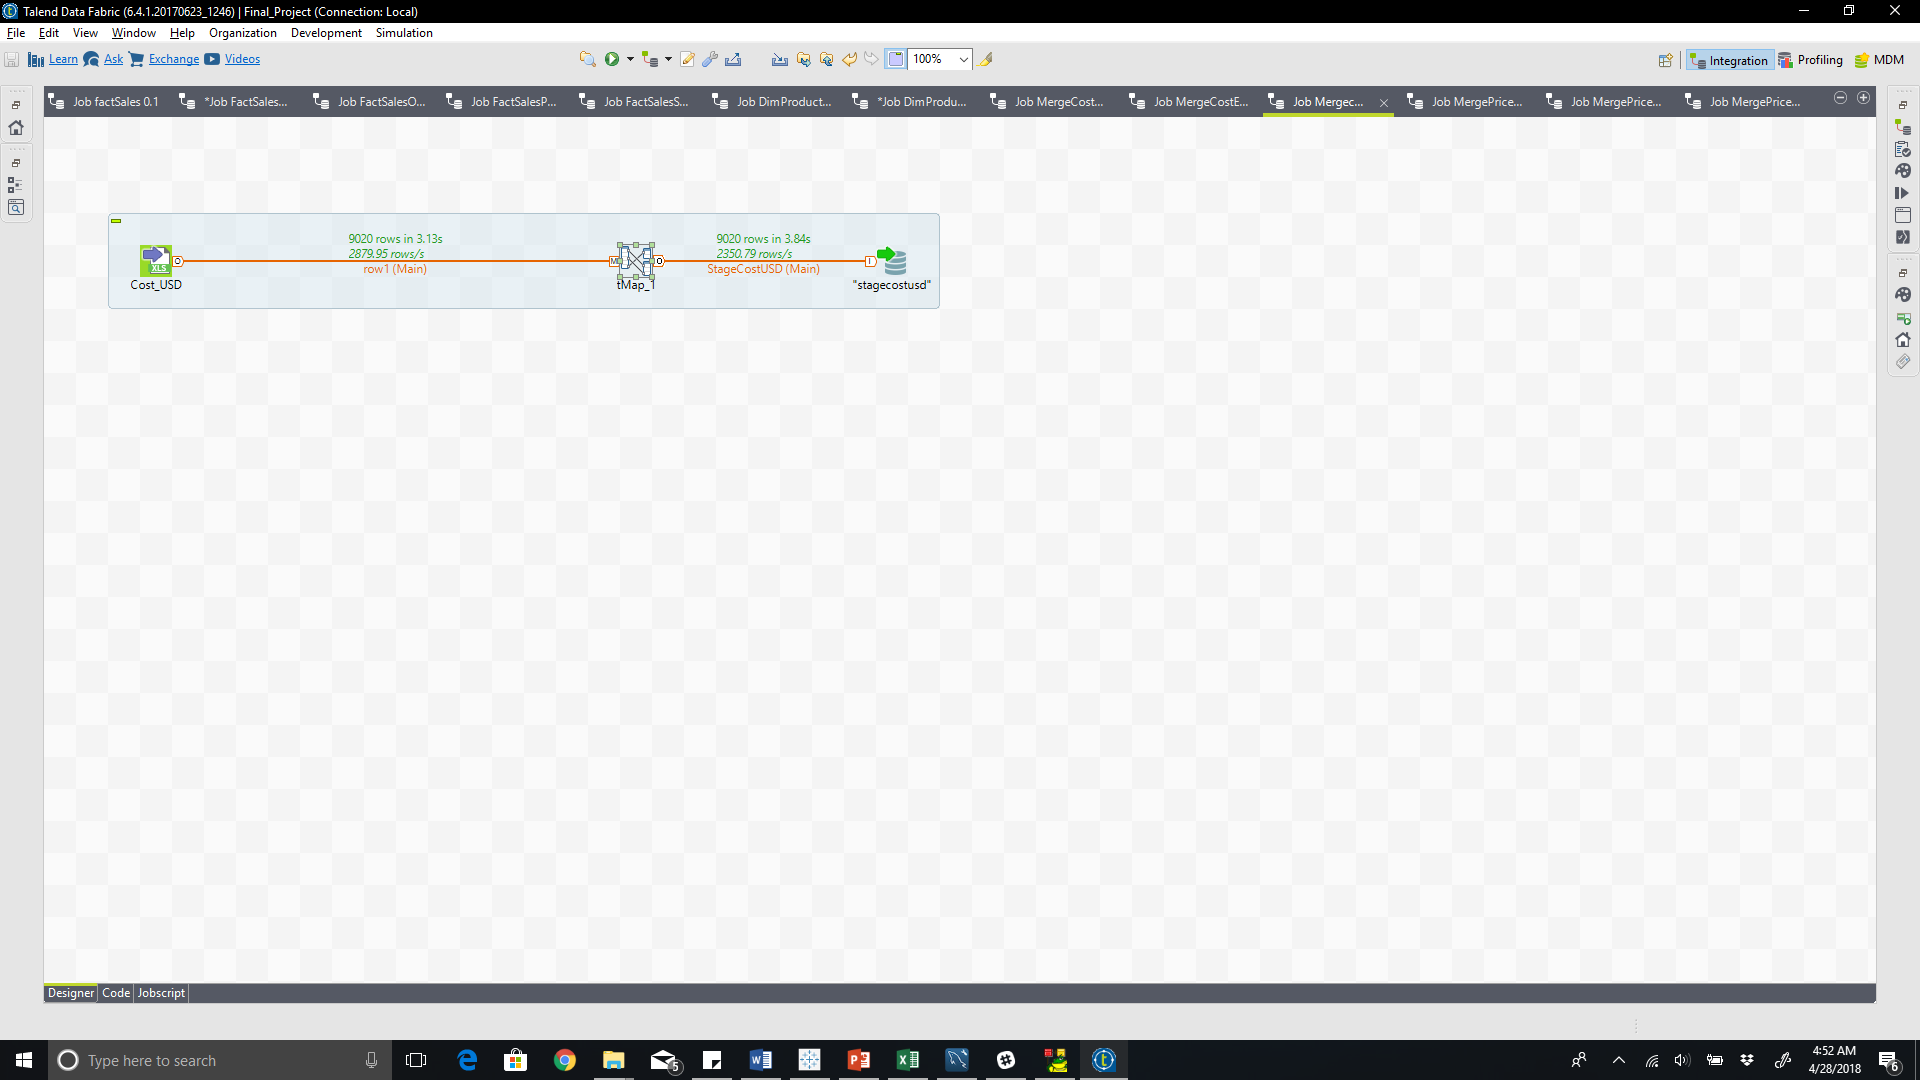 Talend Data Fabric (6.4.1.20170623_1246) | Final_Project (Connection: Local)
File Edit View Window Help Organization Development Simulation
Learn Ask Exchange Videos 100% Integration Profiling MDM
Job factSales 0.1 *Job FactSales... Job FactSalesO... Job FactSalesP... Job FactSalesS... Job DimProduct... *Job DimProdu... Job MergeCost... Job MergeCostE... Job Mergec... Job MergePrice... Job MergePrice... Job MergePrice...
9020 rows in 3.13s
2879.95 rows/s
row1 (Main)
9020 rows in 3.84s
2350.79 rows/s
StageCostUSD (Main)
XLS
O M O I
Cost_USD tMap_1 "stagecostusd"
Designer Code Jobscript
Type here to search
5
4:52 AM
4/28/2018
6